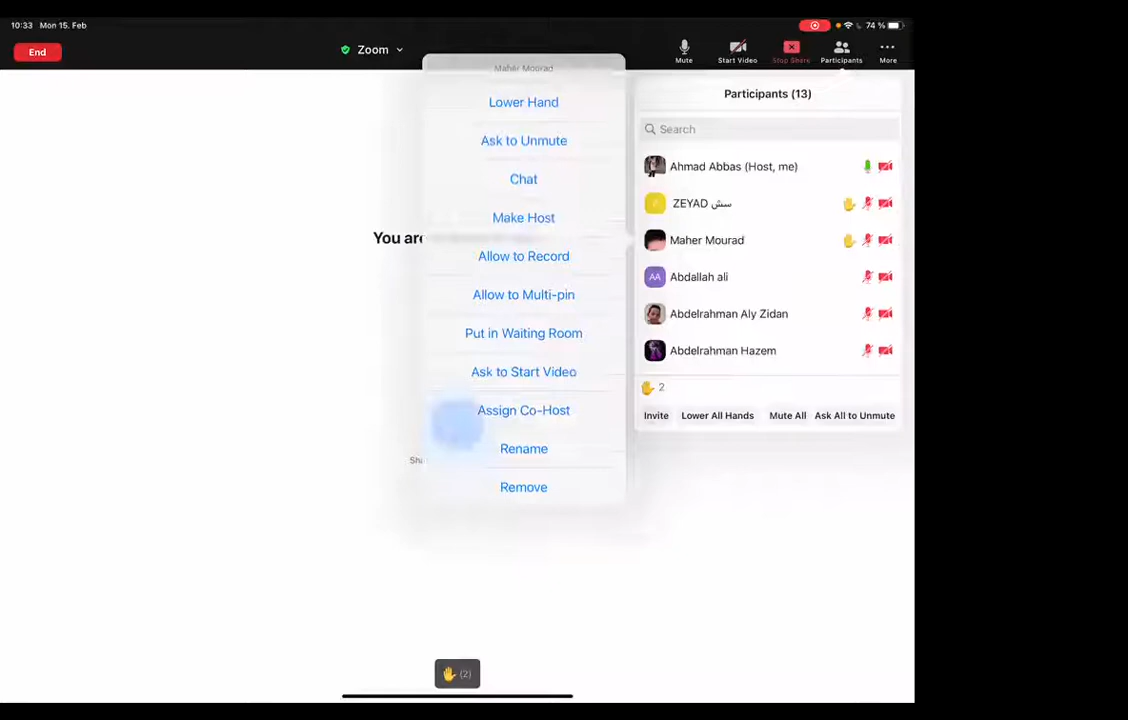 10:33 Mon 15. Feb
74 %
End
Zoom
Mute
Start Video
Stop Share
Participants
More
Maher Mourad
Lower Hand
Ask to Unmute
Chat
Make Host
Allow to Record
Allow to Multi-pin
Put in Waiting Room
Ask to Start Video
Assign Co-Host
Rename
Remove
You are
Sha
Participants (13)
Search
Ahmad Abbas (Host, me)
ZEYAD سش
Maher Mourad
AA Abdallah ali
Abdelrahman Aly Zidan
Abdelrahman Hazem
2
Invite
Lower All Hands
Mute All
Ask All to Unmute
(2)